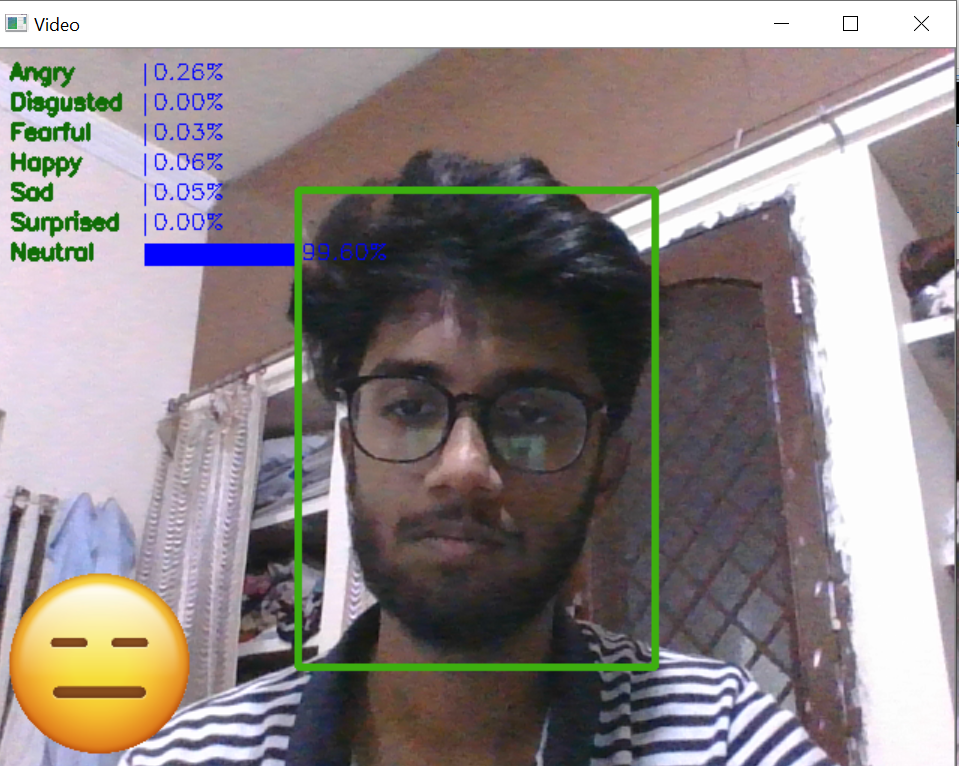 Video
Angry | 0.26%
Disgusted | 0.00%
Fearful | 0.03%
Happy | 0.06%
Sad | 0.05%
Surprised | 0.00%
Neutral 99.60%